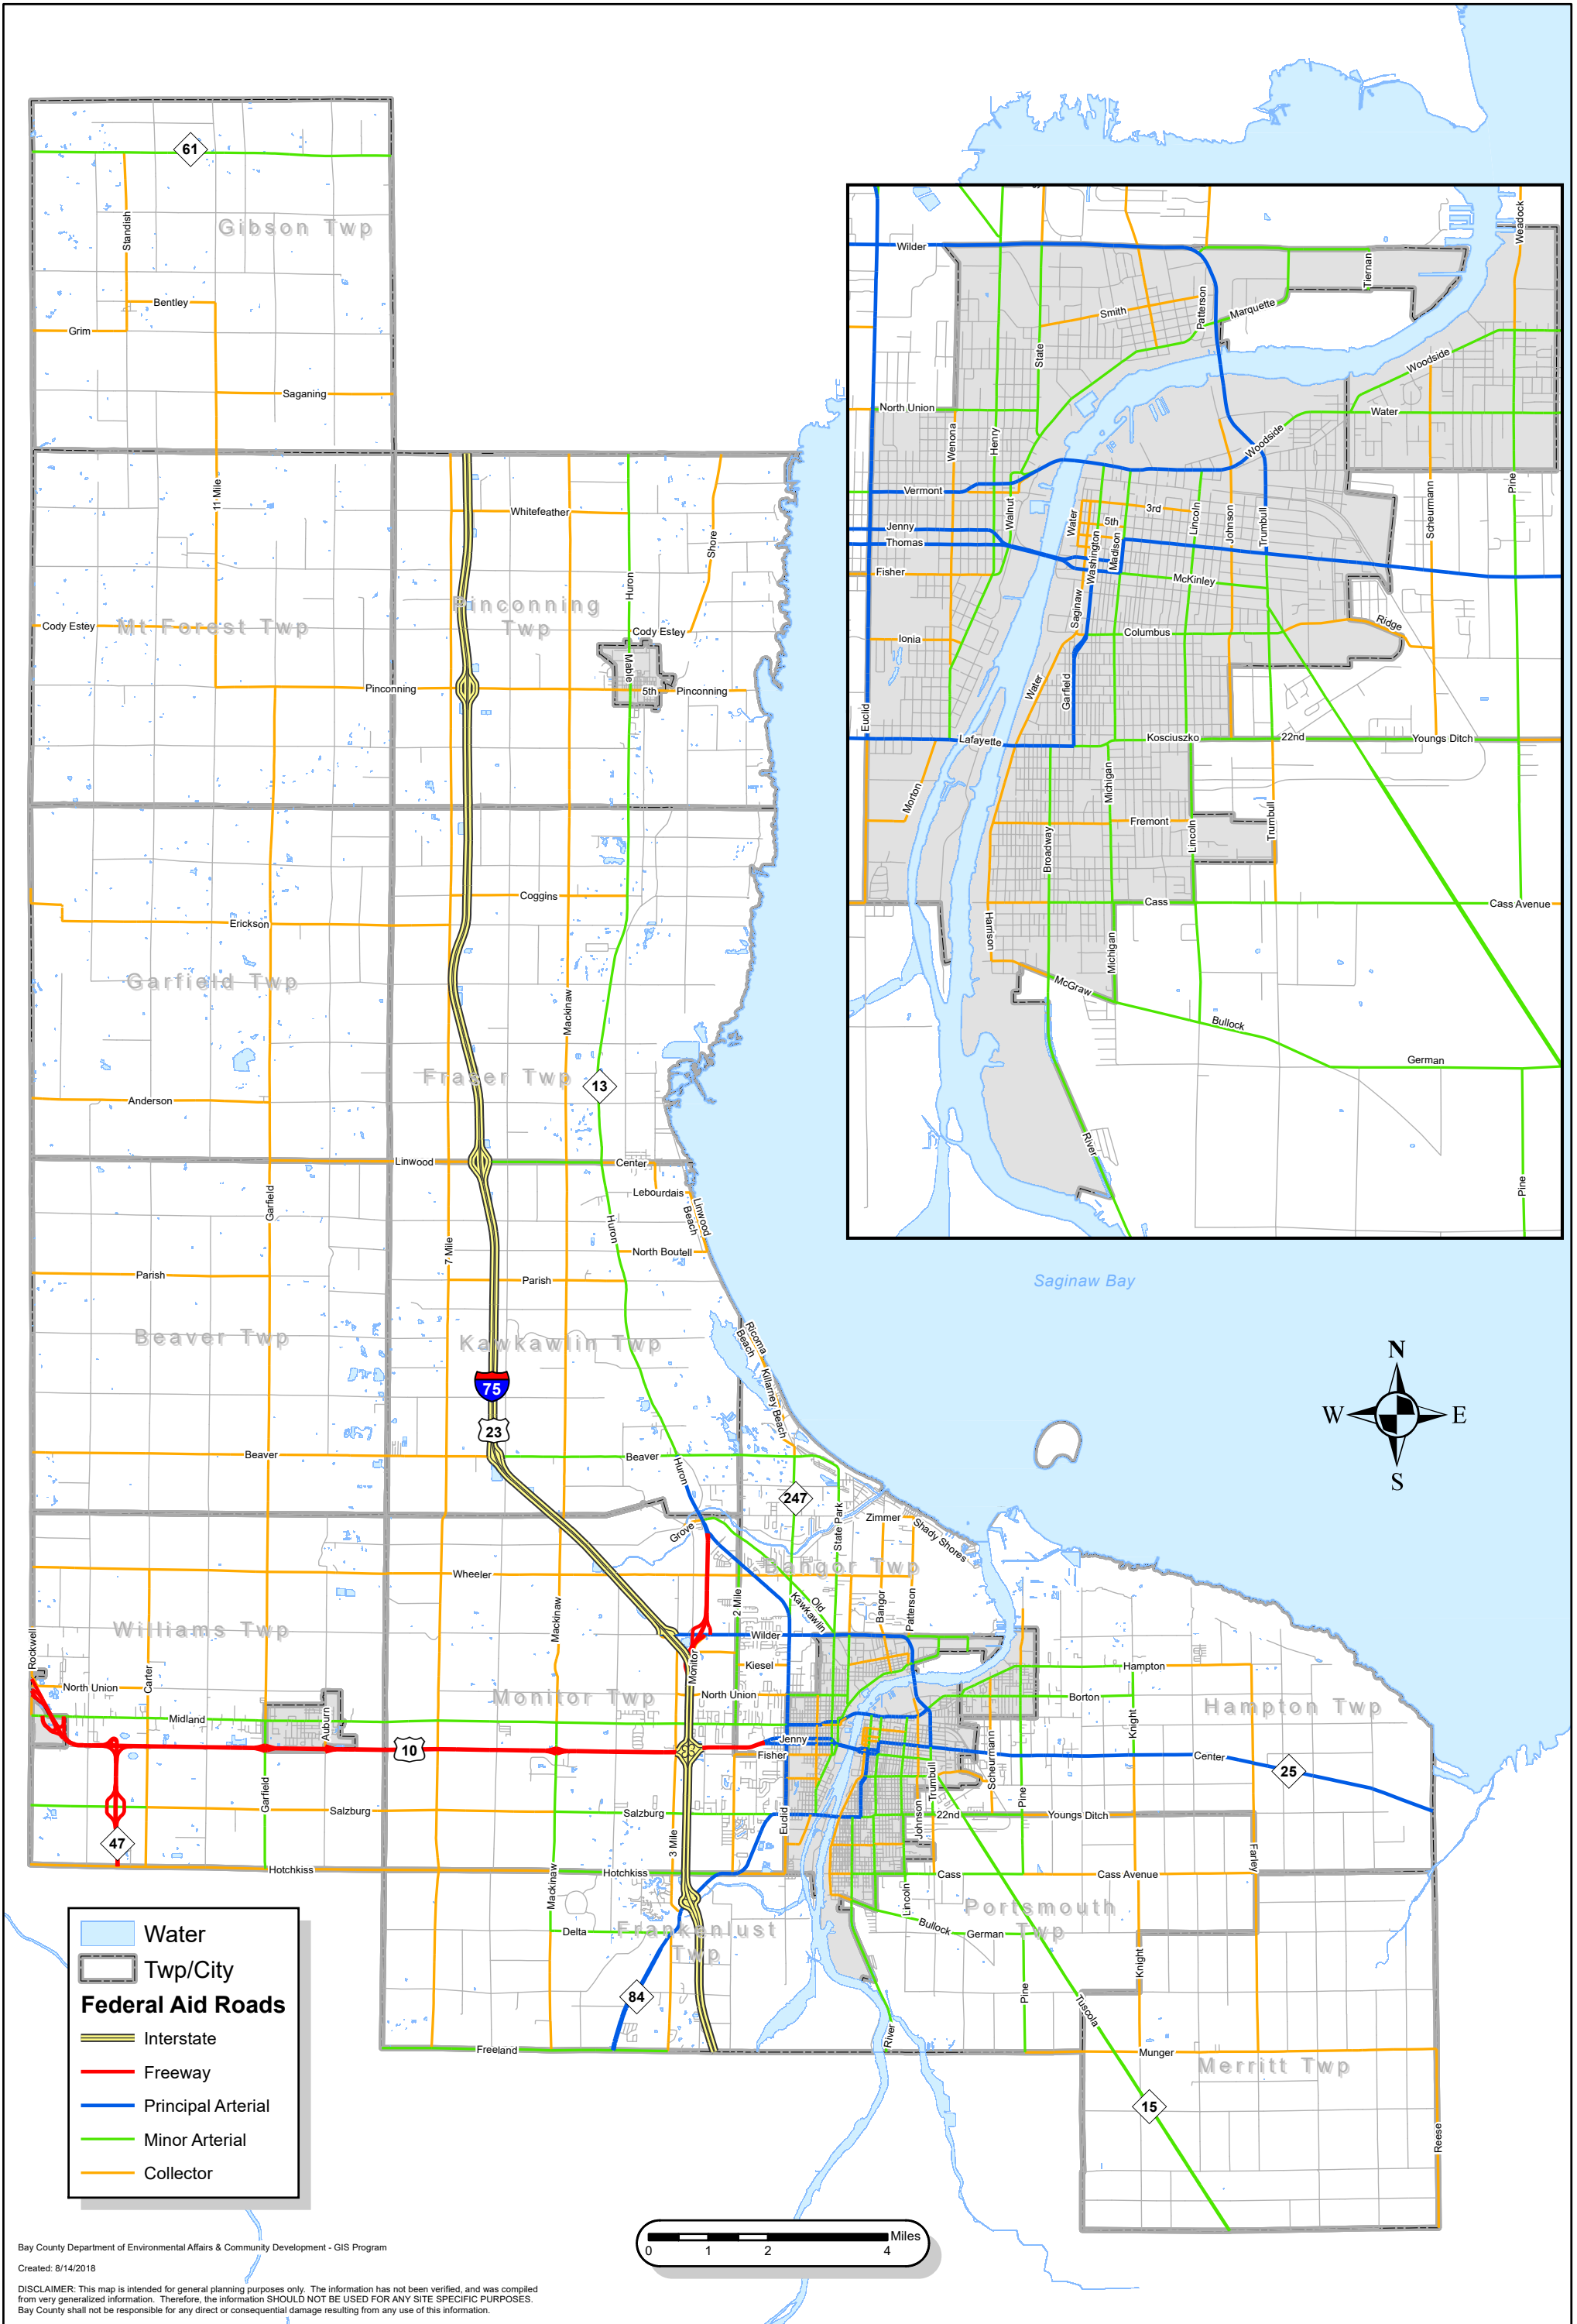 61
Gibson Twp
Standish
Bentley
Grim
Saganing
11 Mile
Whitefeather
Shore
Huron
Pinconning
Twp
Cody Estey
Mt Forest Twp
Cody Estey
Mable
Pinconning
5th
Pinconning
Coggins
Erickson
Garfield Twp
Mackinaw
Fraser Twp
13
Anderson
Linwood
Center
Lebourdais
Linwood
Beach
Garfield
Huron
7 Mile
North Boutell
Parish
Parish
Beaver Twp
Kawkawlin Twp
Ricoma
Beach
Killarney Beach
75
23
Beaver
Beaver
Huron
247
State Park
Zimmer
Shady Shores
Grove
Bangor Twp
Wheeler
2 Mile
Old
Kawkawlin
Bangor
Patterson
Williams Twp
Rockwell
Mackinaw
Wilder
Monitor
Kiesel
Carter
North Union
Monitor Twp
North Union
Hampton
Borton
Hampton Twp
Midland
Auburn
Knight
10
Jenny
Fisher
Scheurmann
Center
25
Trumbull
Garfield
Pine
Salzburg
Salzburg
Euclid
Johnson
22nd
Youngs Ditch
47
3 Mile
Farley
Hotchkiss
Hotchkiss
Mackinaw
Cass
Cass Avenue
Lincoln
Portsmouth
Twp
Bullock
German
Delta
Frankenlust
Twp
Knight
Pine
84
Tuscola
River
Freeland
Munger
Merritt Twp
15
Reese
Wilder
Weadock
Tiernan
Patterson
Marquette
Smith
State
Woodside
North Union
Water
Wenona
Henry
Woodside
Vermont
Walnut
Pine
Scheurmann
3rd
Lincoln
Johnson
Trumbull
Water
5th
Jenny
Thomas
Washington
Madison
Fisher
McKinley
Saginaw
Ridge
Columbus
Ionia
Water
Garfield
Euclid
Lafayette
Kosciuszko
22nd
Youngs Ditch
Morton
Michigan
Fremont
Trumbull
Lincoln
Broadway
Cass
Cass Avenue
Harrison
Michigan
McGraw
Bullock
German
River
Pine
Saginaw Bay
N
W
E
S
Water
Twp/City
Federal Aid Roads
Interstate
Freeway
Principal Arterial
Minor Arterial
Collector
Miles
0
1
2
4
Bay County Department of Environmental Affairs & Community Development - GIS Program
Created: 8/14/2018
DISCLAIMER: This map is intended for general planning purposes only. The information has not been verified, and was compiled
from very generalized information. Therefore, the information SHOULD NOT BE USED FOR ANY SITE SPECIFIC PURPOSES.
Bay County shall not be responsible for any direct or consequential damage resulting from any use of this information.